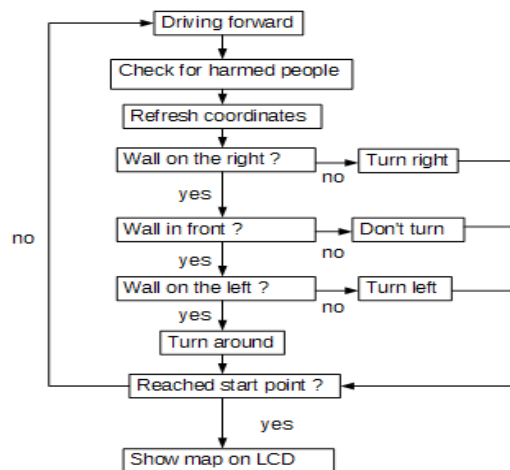 Driving forward
Check for harmed people
Refresh coordinates
Wall on the right ?
no
Turn right
yes
Wall in front ?
no
Don't turn
yes
Wall on the left ?
no
Turn left
yes
Turn around
Reached start point ?
no
yes
Show map on LCD